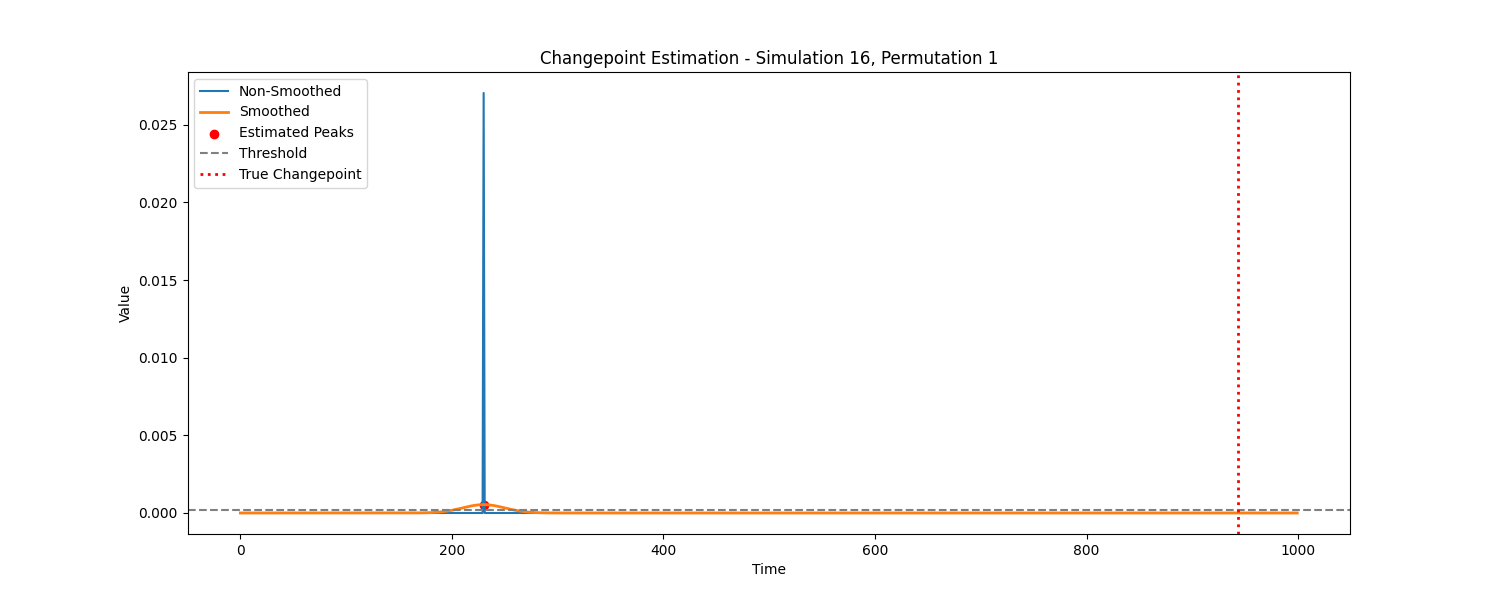 Changepoint Estimation - Simulation 16, Permutation 1
Non-Smoothed
Smoothed
Estimated Peaks
Threshold
True Changepoint
Value
0.025
0.020
0.015
0.010
0.005
0.000
0 200 400 600 800 1000
Time